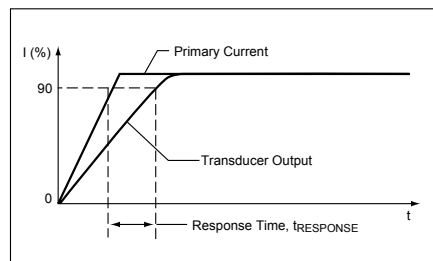 I (%)
Primary Current
90
Transducer Output
0
t
Response Time, tRESPONSE